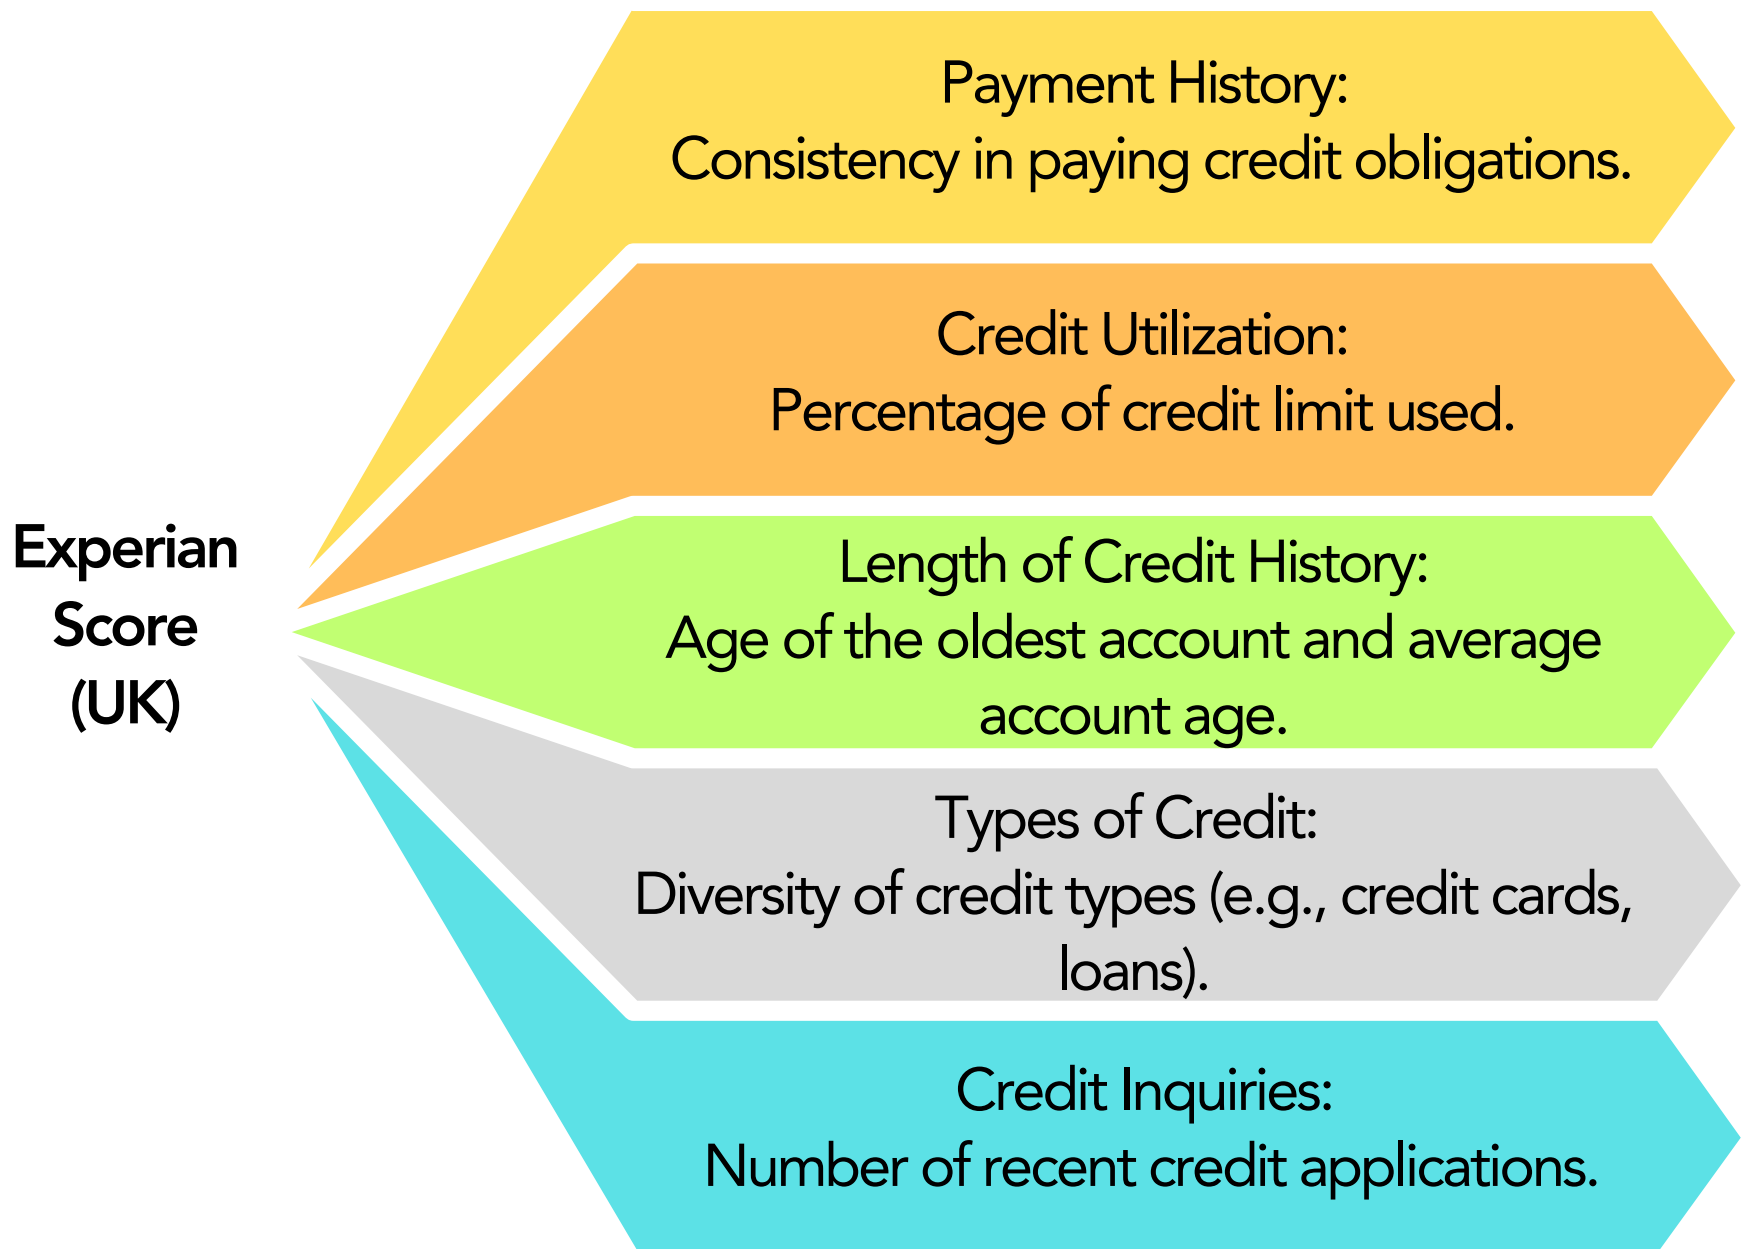 Payment History:
Consistency in paying credit obligations.
Credit Utilization:
Percentage of credit limit used.
Experian
Score
(UK)
Length of Credit History:
Age of the oldest account and average
account age.
Types of Credit:
Diversity of credit types (e.g., credit cards,
loans).
Credit Inquiries:
Number of recent credit applications.